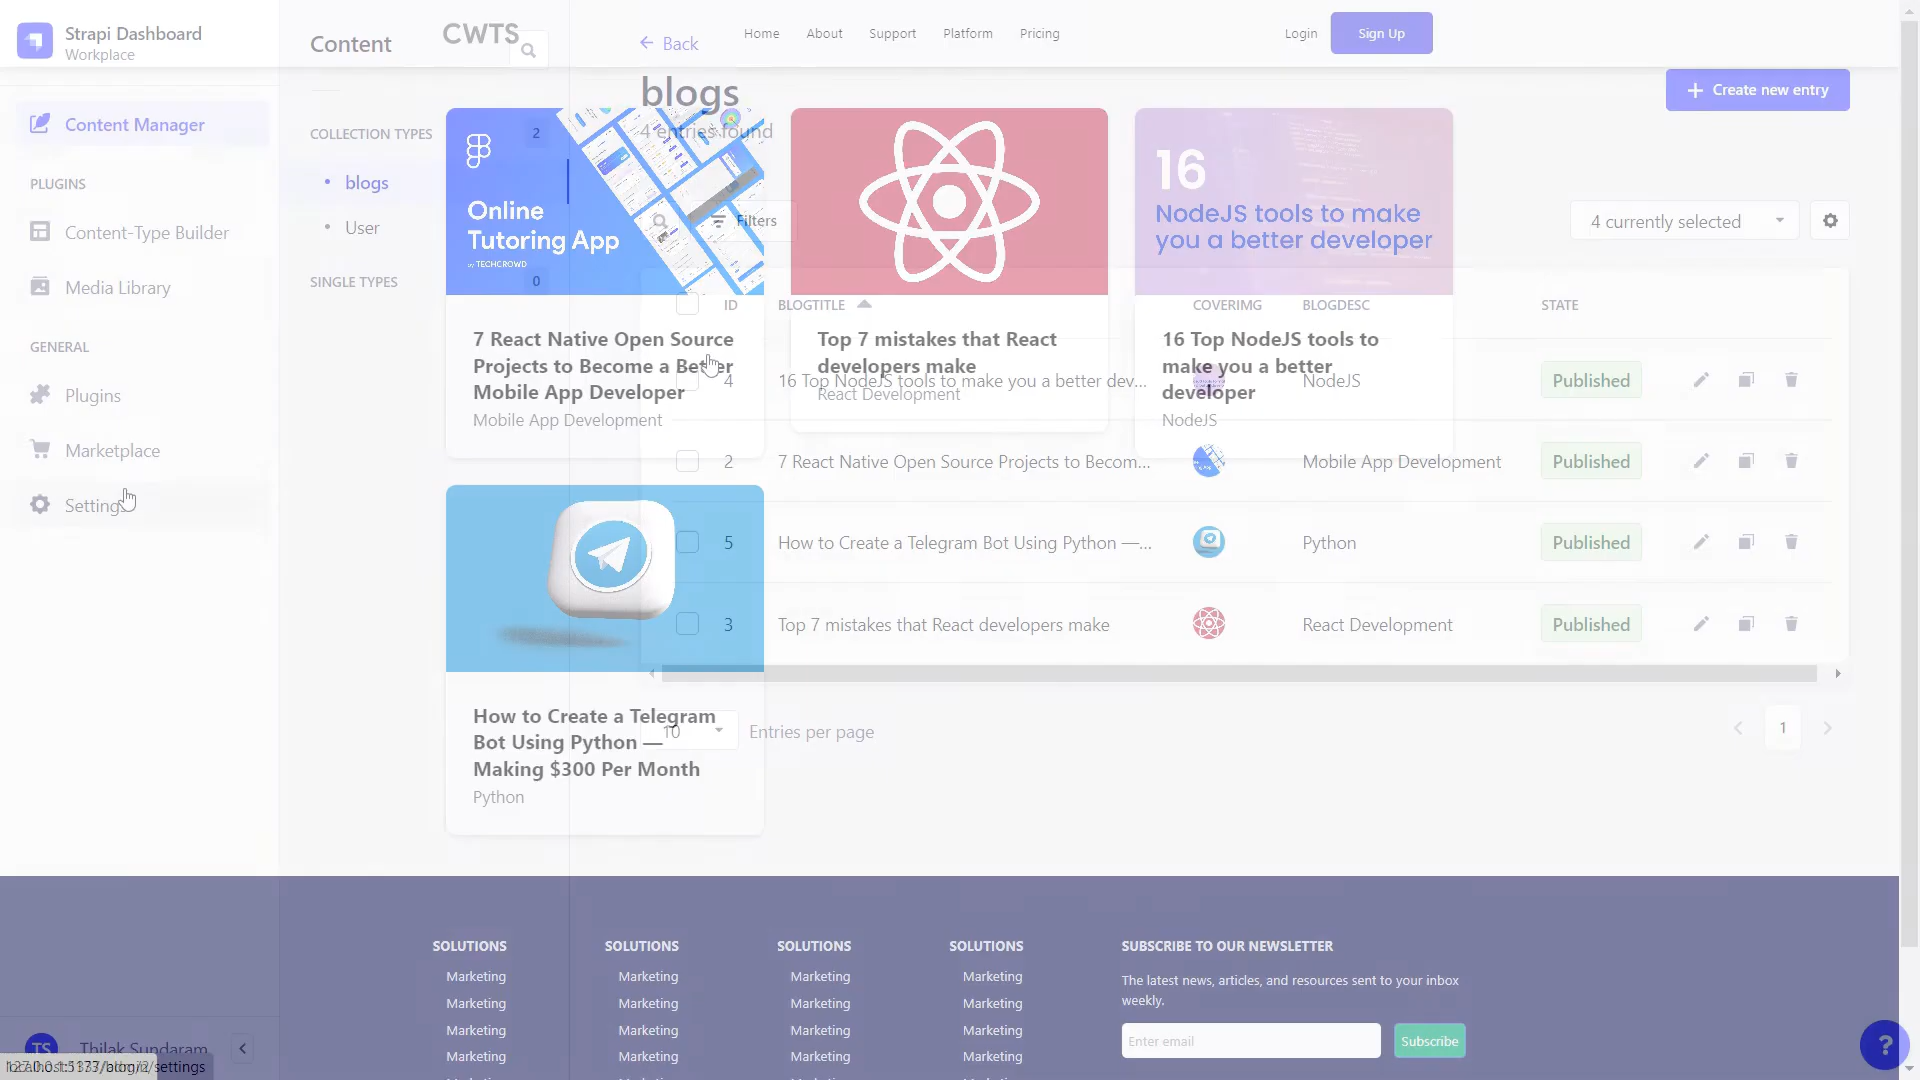 Strapi Dashboard
Workplace
Content Manager
PLUGINS
Content-Type Builder
Media Library
GENERAL
Plugins
Marketplace
Settings
TS
Thilak Sundaram
Content
COLLECTION TYPES
2
blogs
User
SINGLE TYPES
0
CWTS
Home
About
Support
Platform
Pricing
Login
Sign Up
Back
blogs
4 entries found
Create new entry
Filters
4 currently selected
ID
BLOGTITLE
COVERIMG
BLOGDESC
STATE
4
16 Top NodeJS tools to make you a better dev...
NodeJS
Published
2
7 React Native Open Source Projects to Becom...
Mobile App Development
Published
5
How to Create a Telegram Bot Using Python —...
Python
Published
3
Top 7 mistakes that React developers make
React Development
Published
10
Entries per page
1
Online
Tutoring App
by TECHCROWD
7 React Native Open Source
Projects to Become a Better
Mobile App Developer
Mobile App Development
Top 7 mistakes that React
developers make
React Development
16
NodeJS tools to make
you a better developer
16 Top NodeJS tools to
make you a better
developer
NodeJS
How to Create a Telegram
Bot Using Python —
Making $300 Per Month
Python
SOLUTIONS
Marketing
Marketing
Marketing
Marketing
SOLUTIONS
Marketing
Marketing
Marketing
Marketing
SOLUTIONS
Marketing
Marketing
Marketing
Marketing
SOLUTIONS
Marketing
Marketing
Marketing
Marketing
SUBSCRIBE TO OUR NEWSLETTER
The latest news, articles, and resources sent to your inbox
weekly.
Enter email
Subscribe
?